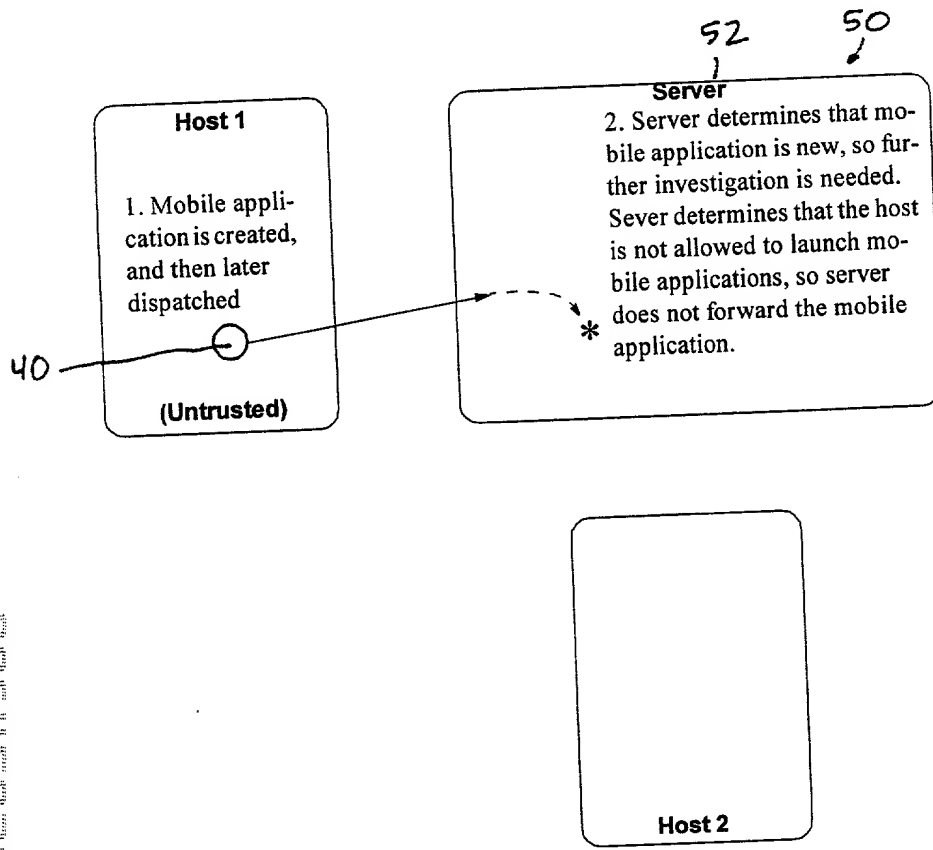 52
50
Host 1
1. Mobile appli-
cation is created,
and then later
dispatched
40
(Untrusted)
Server
2. Server determines that mo-
bile application is new, so fur-
ther investigation is needed.
Sever determines that the host
is not allowed to launch mo-
bile applications, so server
does not forward the mobile
application.
*
Host 2